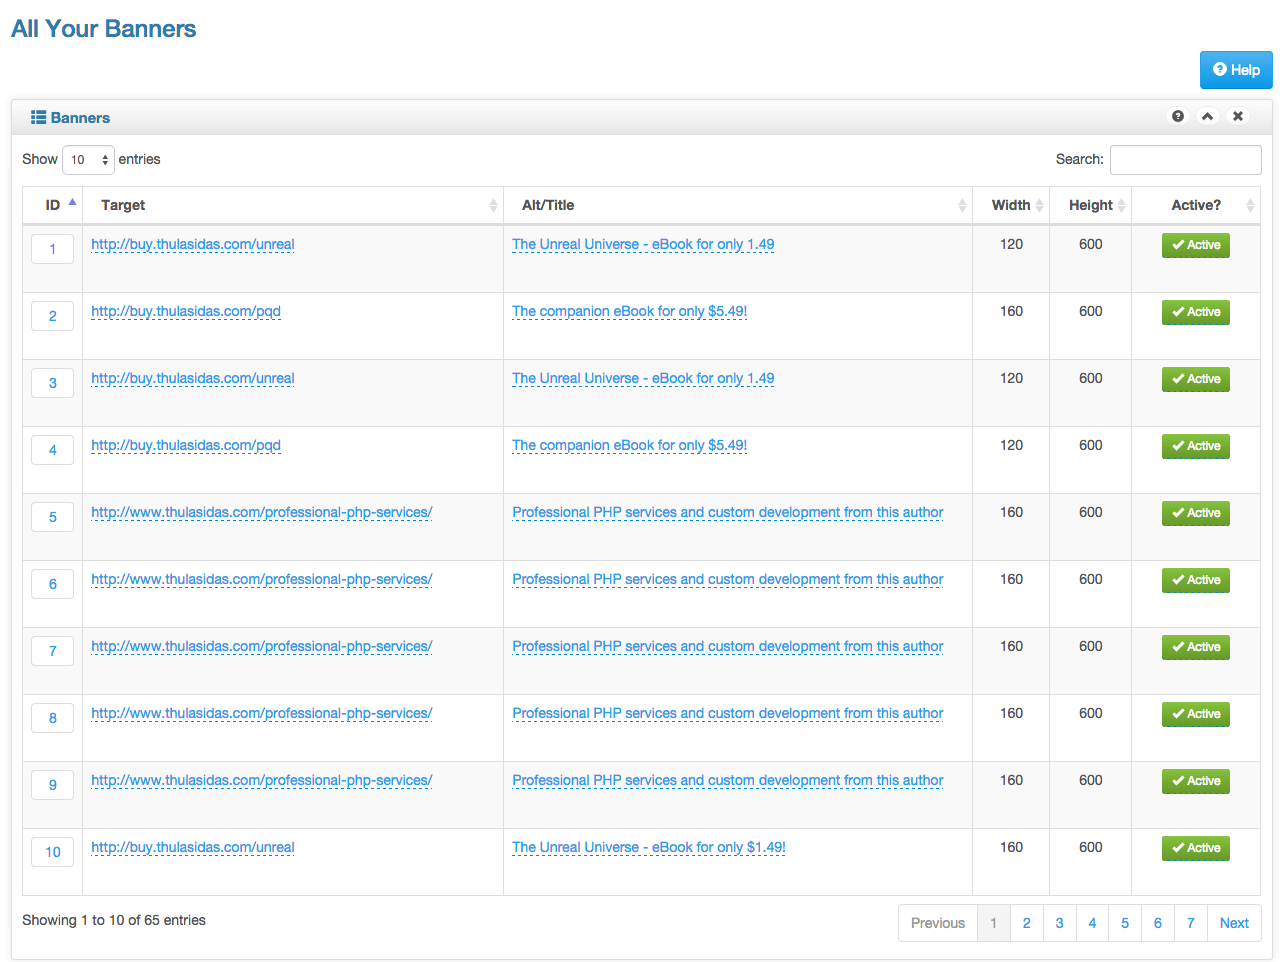 All Your Banners
Help
Banners
Show 10 entries Search:
ID Target Alt/Title Width Height Active?
1 http://buy.thulasidas.com/unreal The Unreal Universe - eBook for only 1.49 120 600 Active
2 http://buy.thulasidas.com/pqd The companion eBook for only $5.49! 160 600 Active
3 http://buy.thulasidas.com/unreal The Unreal Universe - eBook for only 1.49 120 600 Active
4 http://buy.thulasidas.com/pqd The companion eBook for only $5.49! 120 600 Active
5 http://www.thulasidas.com/professional-php-services/ Professional PHP services and custom development from this author 160 600 Active
6 http://www.thulasidas.com/professional-php-services/ Professional PHP services and custom development from this author 160 600 Active
7 http://www.thulasidas.com/professional-php-services/ Professional PHP services and custom development from this author 160 600 Active
8 http://www.thulasidas.com/professional-php-services/ Professional PHP services and custom development from this author 160 600 Active
9 http://www.thulasidas.com/professional-php-services/ Professional PHP services and custom development from this author 160 600 Active
10 http://buy.thulasidas.com/unreal The Unreal Universe - eBook for only $1.49! 160 600 Active
Showing 1 to 10 of 65 entries Previous 1 2 3 4 5 6 7 Next